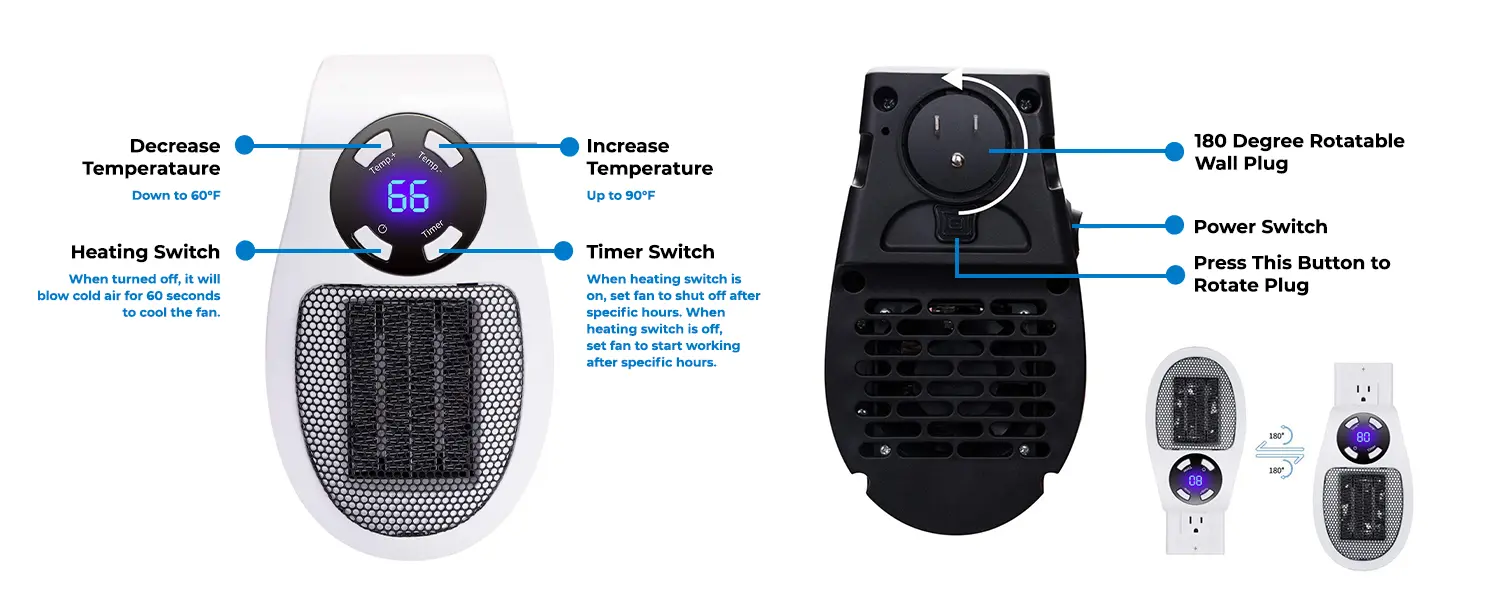 Decrease
Temperataure
Down to 60°F
Heating Switch
When turned off, it will
blow cold air for 60 seconds
to cool the fan.
Temp.+
Temp.-
66
Timer
Increase
Temperature
Up to 90°F
Timer Switch
When heating switch is
on, set fan to shut off after
specific hours. When
heating switch is off,
set fan to start working
after specific hours.
180 Degree Rotatable
Wall Plug
Power Switch
Press This Button to
Rotate Plug
80
180°
180°
80